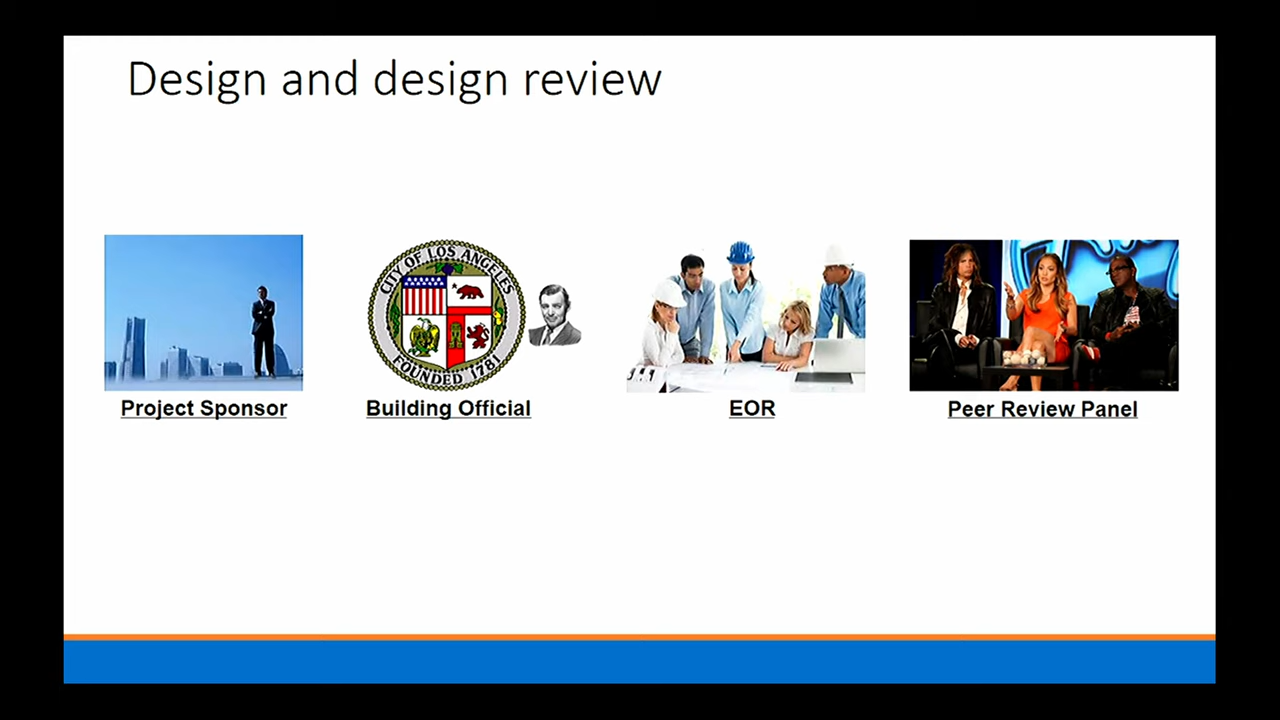 Design and design review
CITY OF LOS ANGELES
FOUNDED 1781
Project Sponsor
Building Official
EOR
Peer Review Panel